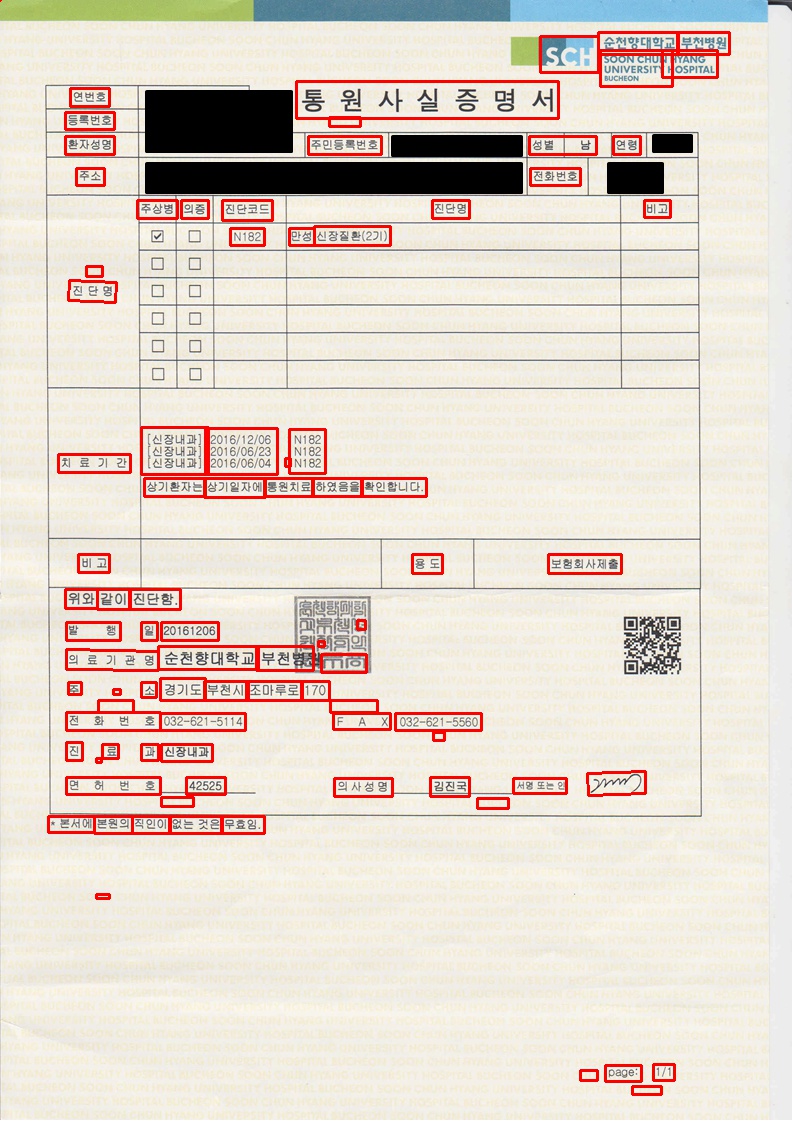 SCH 순천향대학교 부천병원
SOON CHUN HYANG
UNIVERSITY HOSPITAL
BUCHEON
통원사실증명서
연번호
등록번호
환자성명 주민등록번호 성별 남 연령
주소 전화번호
주상병 의증 진단코드 진단명 비고
N182 만성 신장질환(2기)
진단명
[신장내과] 2016/12/06 N182
[신장내과] 2016/06/23 N182
치료기간 [신장내과] 2016/06/04 N182
상기환자는 상기일자에 통원치료 하였음을 확인합니다.
비고 용도 보험회사제출
위와 같이 진단함.
발행일 20161206
의료기관명 순천향대학교 부천병원
주소 경기도 부천시 조마루로 170
전화번호 032-621-5114 FAX 032-621-5560
진료과 신장내과
면허번호 42525 의사성명 김진국 서명 또는 인
* 본서에 본원의 직인이 없는 것은 무효임.
page: 1/1